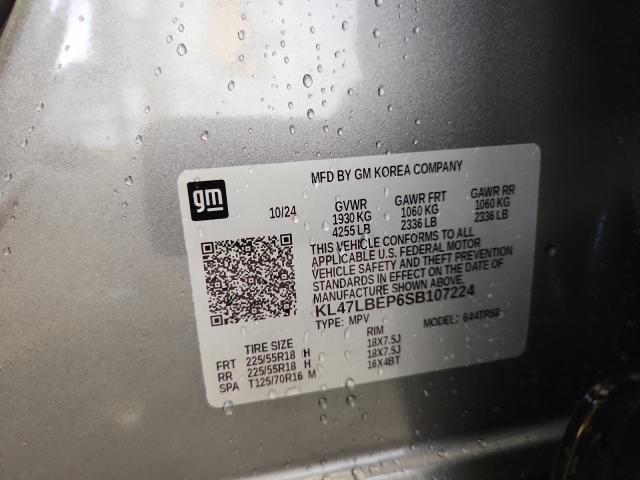 MFD BY GM KOREA COMPANY
gm
10/24
GVWR GAWR FRT GAWR RR
1930 KG 1060 KG 1060 KG
4255 LB 2336 LB 2336 LB
THIS VEHICLE CONFORMS TO ALL
APPLICABLE U.S. FEDERAL MOTOR
VEHICLE SAFETY AND THEFT PREVENTION
STANDARDS IN EFFECT ON THE DATE OF
MANUFACTURE SHOWN ABOVE.
KL47LBEP6SB107224
TYPE: MPV MODEL: 644TR58
TIRE SIZE RIM
FRT 225/55R18 H 18X7.5J
RR 225/55R18 H 18X7.5J
SPA T125/70R16 M 16X4BT